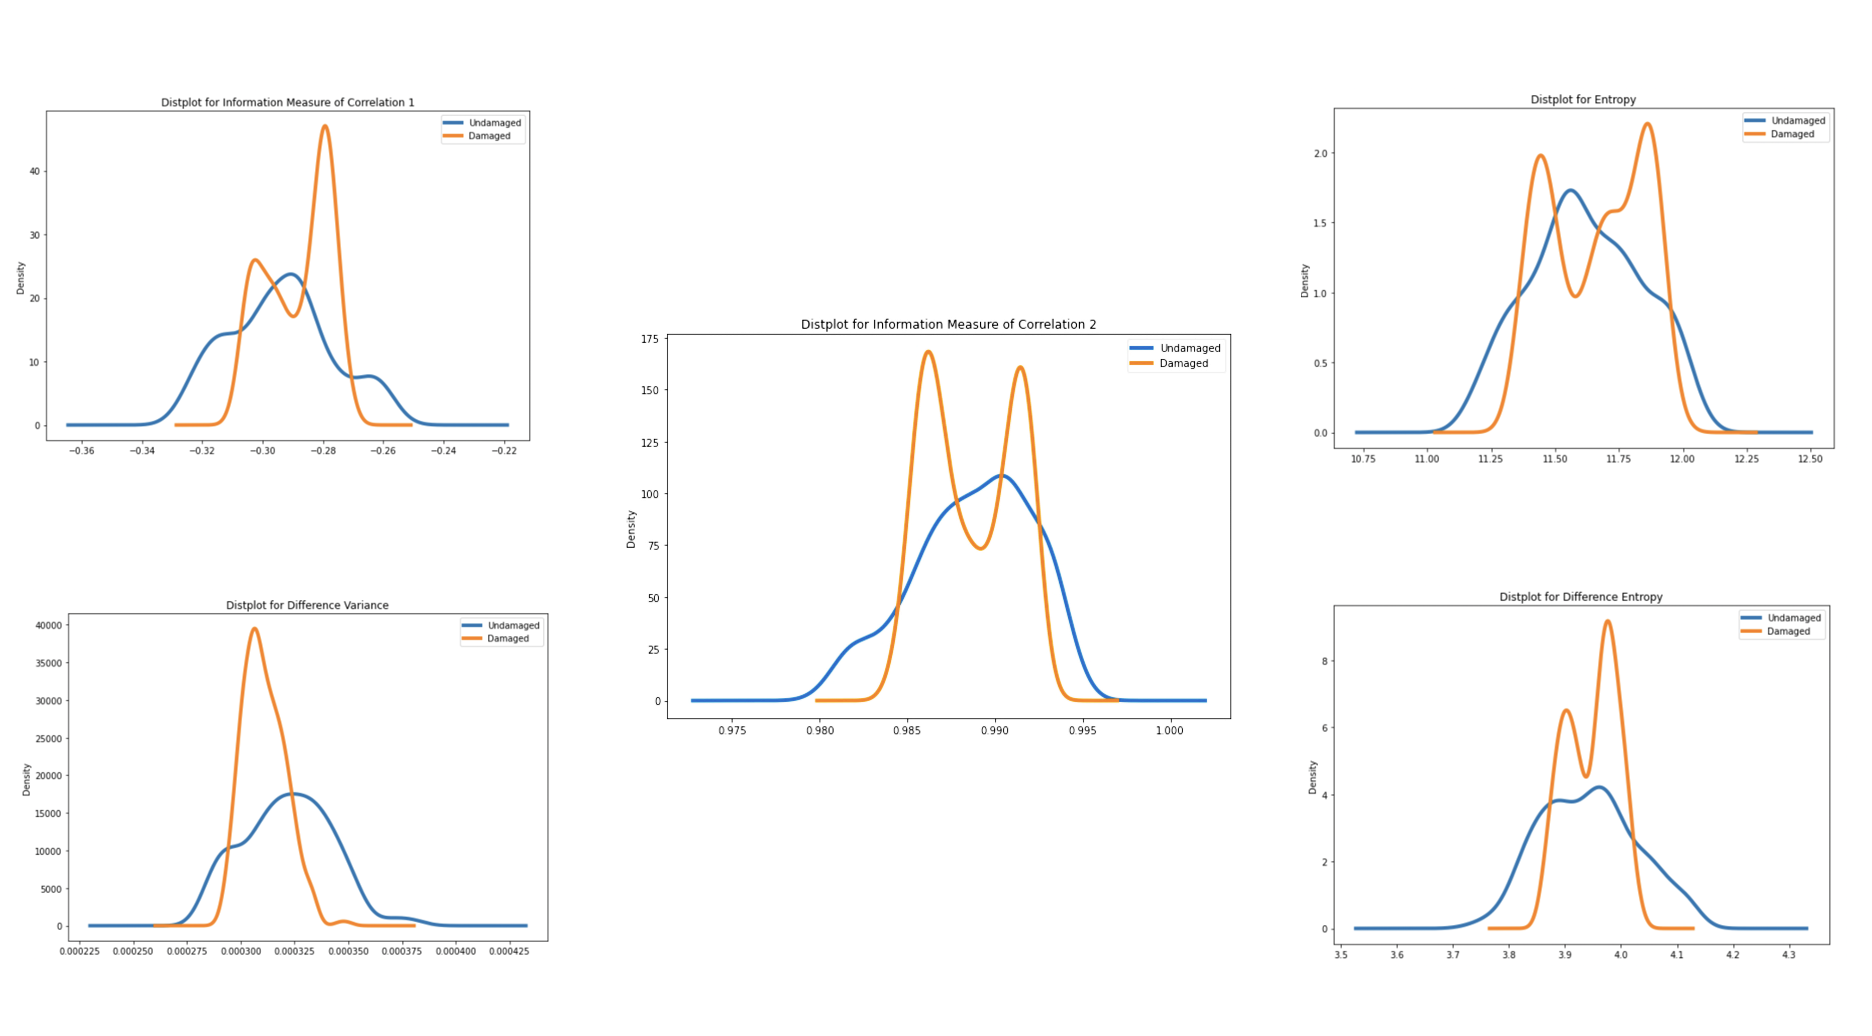 Distplot for Information Measure of Correlation 1
Undamaged
Damaged
Density
40
30
20
10
0
−0.36 −0.34 −0.32 −0.30 −0.28 −0.26 −0.24 −0.22
Distplot for Difference Variance
Undamaged
Damaged
Density
40000
35000
30000
25000
20000
15000
10000
5000
0
0.000225 0.000250 0.000275 0.000300 0.000325 0.000350 0.000375 0.000400 0.000425
Distplot for Information Measure of Correlation 2
Undamaged
Damaged
Density
175
150
125
100
75
50
25
0
0.975 0.980 0.985 0.990 0.995 1.000
Distplot for Entropy
Undamaged
Damaged
Density
2.0
1.5
1.0
0.5
0.0
10.75 11.00 11.25 11.50 11.75 12.00 12.25 12.50
Distplot for Difference Entropy
Undamaged
Damaged
Density
8
6
4
2
0
3.5 3.6 3.7 3.8 3.9 4.0 4.1 4.2 4.3